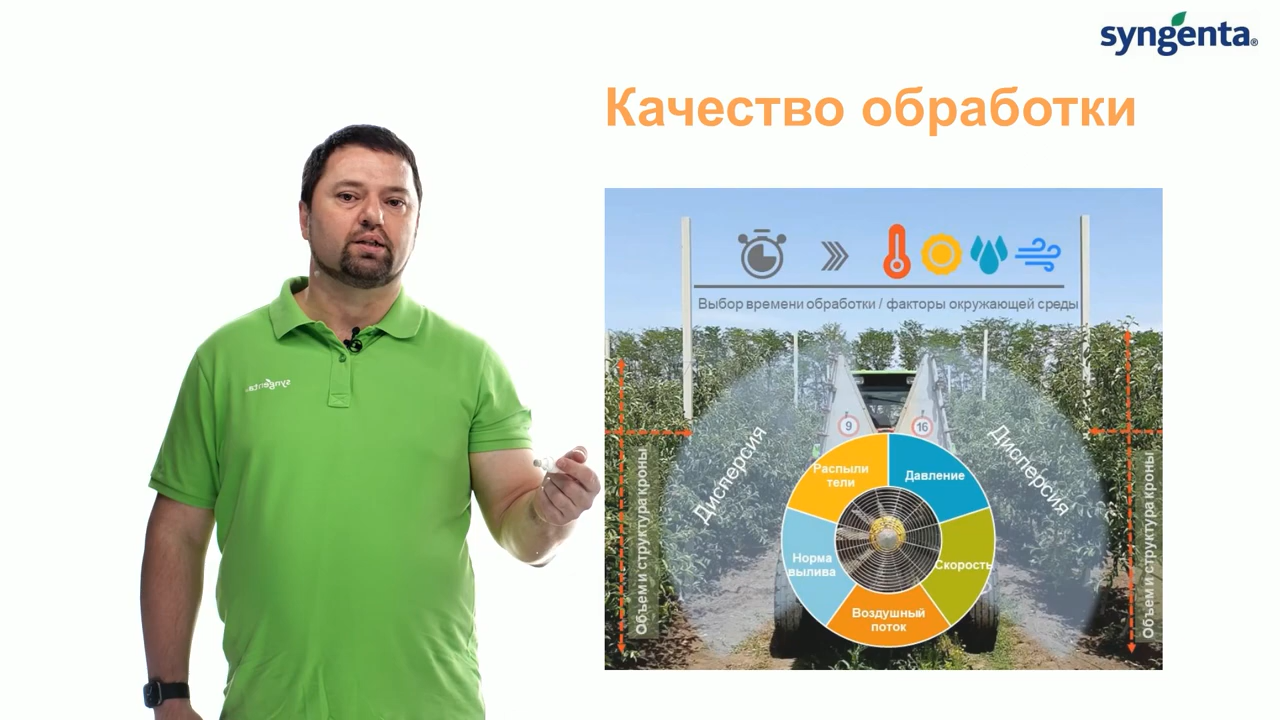 syngenta®
Качество обработки
Выбор времени обработки / факторы окружающей среды
9
16
Дисперсия
Дисперсия
Распыли
тели
Давление
Норма
вылива
Скорость
Воздушный
поток
Объем и структура кроны
Объем и структура кроны
syngenta